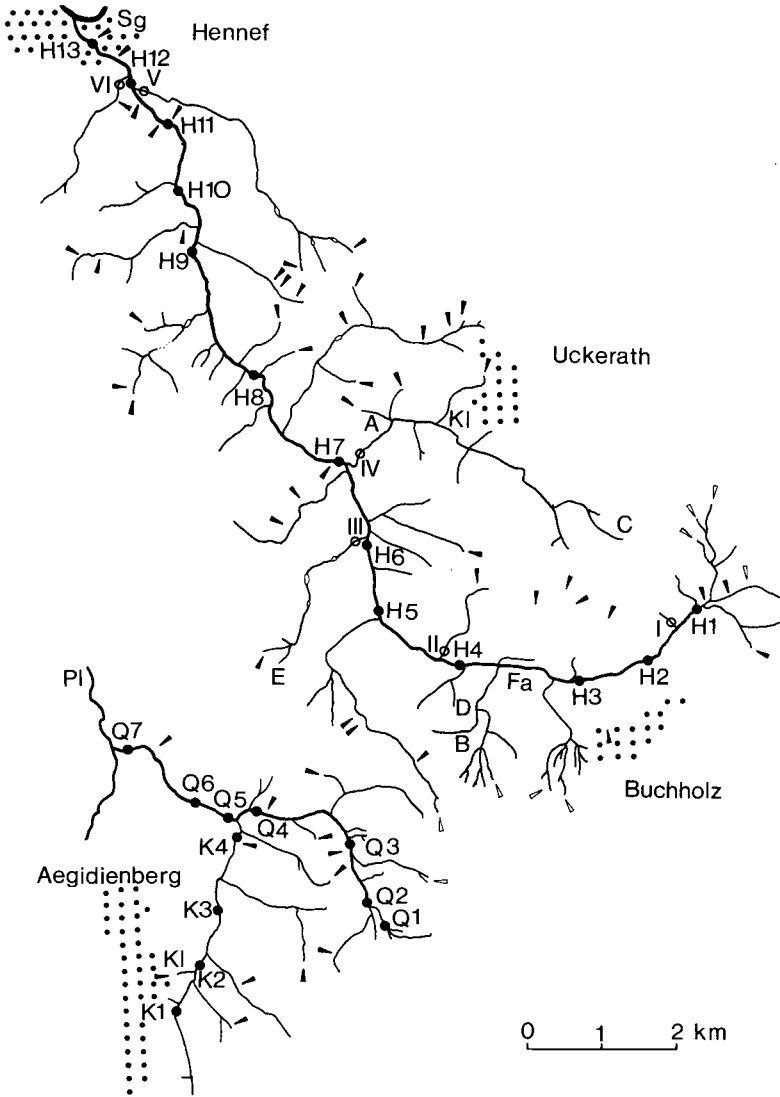 Sg
Hennef
H13
H12
VI
V
H11
H10
H9
Uckerath
H8
A
Kl
H7
IV
C
III
H6
H5
I
H1
II
H4
H2
E
Fa
H3
Pl
D
B
Q7
Buchholz
Q6
Q5
Q4
K4
Q3
Aegidienberg
Q2
K3
Q1
Kl
K2
K1
0 1 2 km